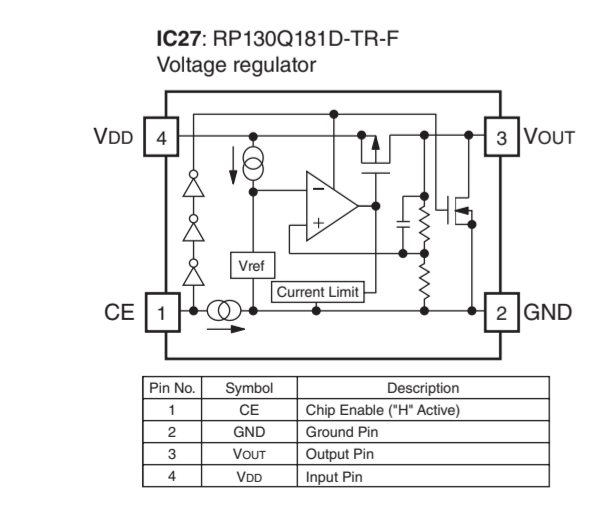 IC27: RP130Q181D-TR-F
Voltage regulator
VDD 4
3 VOUT
−
+
Vref
Current Limit
CE 1
2 GND
Pin No. Symbol Description
1 CE Chip Enable ("H" Active)
2 GND Ground Pin
3 VOUT Output Pin
4 VDD Input Pin